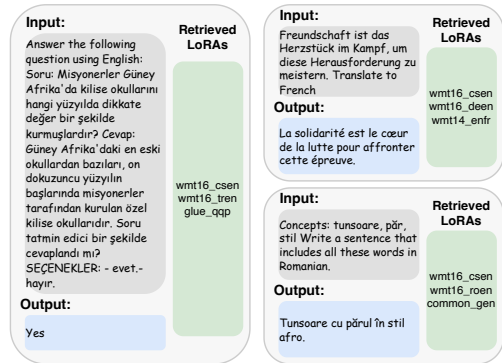 Input:
Answer the following
question using English:
Soru: Misyonerler Güney
Afrika'da kilise okullarını
hangi yüzyılda dikkate
değer bir şekilde
kurmuşlardır? Cevap:
Güney Afrika'daki en eski
okullardan bazıları, on
dokuzuncu yüzyılın
başlarında misyonerler
tarafından kurulan özel
kilise okullarıdır. Soru
tatmin edici bir şekilde
cevaplandı mı?
SEÇENEKLER: - evet.-
hayır.
Output:
Yes
Retrieved
LoRAs
wmt16_csen
wmt16_tren
glue_qqp
Input:
Freundschaft ist das
Herzstück im Kampf, um
diese Herausforderung zu
meistern. Translate to
French
Output:
La solidarité est le cœur
de la lutte pour affronter
cette épreuve.
Retrieved
LoRAs
wmt16_csen
wmt16_deen
wmt14_enfr
Input:
Concepts: tunsoare, păr,
stil Write a sentence that
includes all these words in
Romanian.
Output:
Tunsoare cu părul în stil
afro.
Retrieved
LoRAs
wmt16_csen
wmt16_roen
common_gen